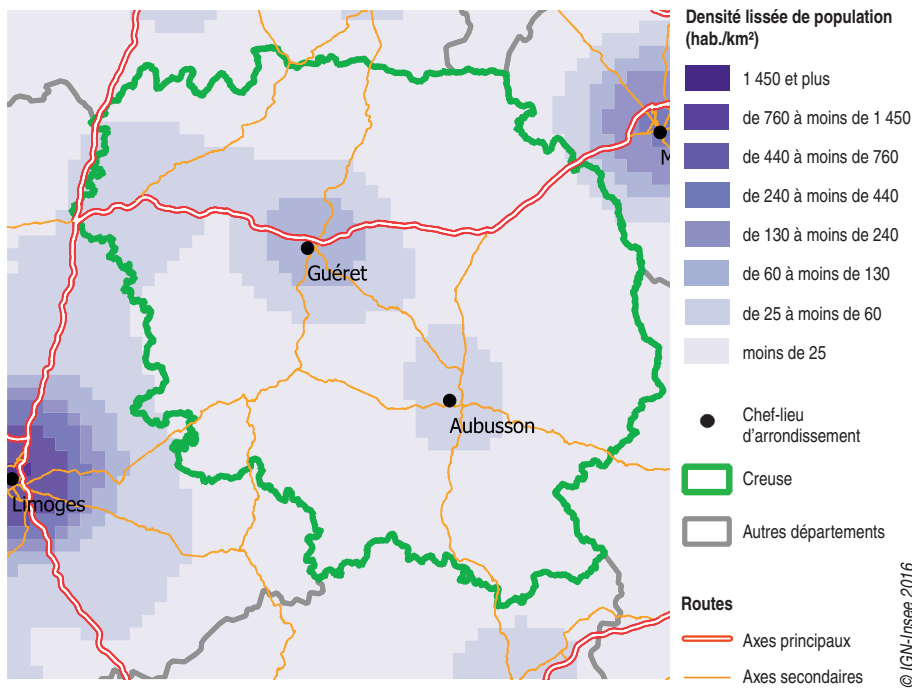 Densité lissée de population
(hab./km²)
1 450 et plus
de 760 à moins de 1 450
de 440 à moins de 760
de 240 à moins de 440
de 130 à moins de 240
de 60 à moins de 130
de 25 à moins de 60
moins de 25
Chef-lieu
d'arrondissement
Creuse
Autres départements
Routes
Axes principaux
Axes secondaires
© IGN-Insee 2016
M
Guéret
Aubusson
Limoges